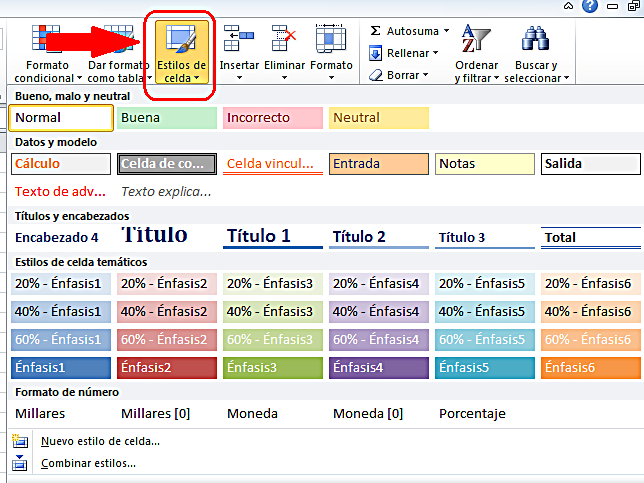 Formato condicional
Dar formato como tabla
Estilos de celda
Insertar
Eliminar
Formato
Σ Autosuma
Rellenar
Borrar
Ordenar y filtrar
Buscar y seleccionar
Bueno, malo y neutral
Normal Buena Incorrecto Neutral
Datos y modelo
Cálculo Celda de co... Celda vincul... Entrada Notas Salida
Texto de adv... Texto explica...
Títulos y encabezados
Encabezado 4 Título Título 1 Título 2 Título 3 Total
Estilos de celda temáticos
20% - Énfasis1 20% - Énfasis2 20% - Énfasis3 20% - Énfasis4 20% - Énfasis5 20% - Énfasis6
40% - Énfasis1 40% - Énfasis2 40% - Énfasis3 40% - Énfasis4 40% - Énfasis5 40% - Énfasis6
60% - Énfasis1 60% - Énfasis2 60% - Énfasis3 60% - Énfasis4 60% - Énfasis5 60% - Énfasis6
Énfasis1 Énfasis2 Énfasis3 Énfasis4 Énfasis5 Énfasis6
Formato de número
Millares Millares [0] Moneda Moneda [0] Porcentaje
Nuevo estilo de celda...
Combinar estilos...